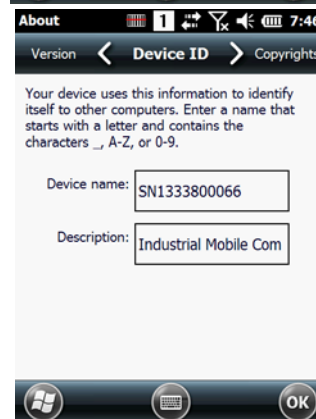 About 1 7:46
Version Device ID Copyrights
Your device uses this information to identify
itself to other computers. Enter a name that
starts with a letter and contains the
characters _, A-Z, or 0-9.
Device name: SN1333800066
Description: Industrial Mobile Com
OK